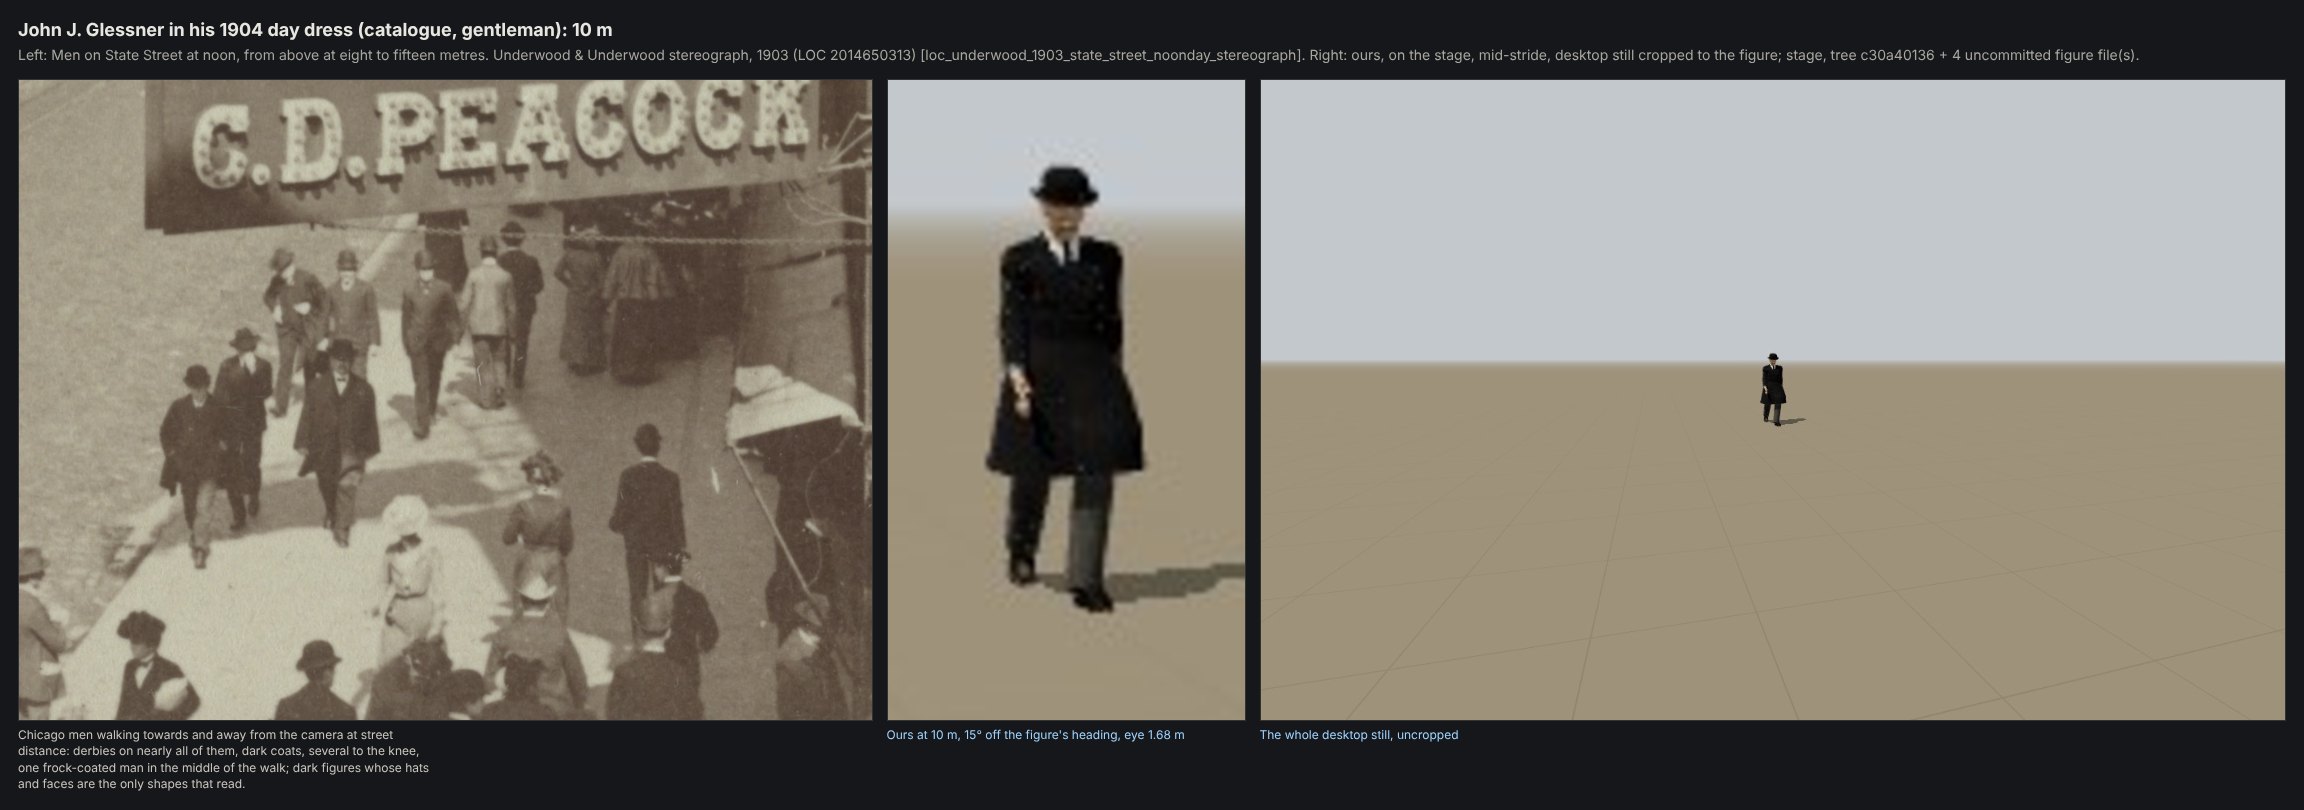 John J. Glessner in his 1904 day dress (catalogue, gentleman): 10 m
Left: Men on State Street at noon, from above at eight to fifteen metres. Underwood & Underwood stereograph, 1903 (LOC 2014650313) [loc_underwood_1903_state_street_noonday_stereograph]. Right: ours, on the stage, mid-stride, desktop still cropped to the figure; stage, tree c30a40136 + 4 uncommitted figure file(s).
C.D.PEACOCK
Chicago men walking towards and away from the camera at street
distance: derbies on nearly all of them, dark coats, several to the knee,
one frock-coated man in the middle of the walk; dark figures whose hats
and faces are the only shapes that read.
Ours at 10 m, 15° off the figure's heading, eye 1.68 m
The whole desktop still, uncropped